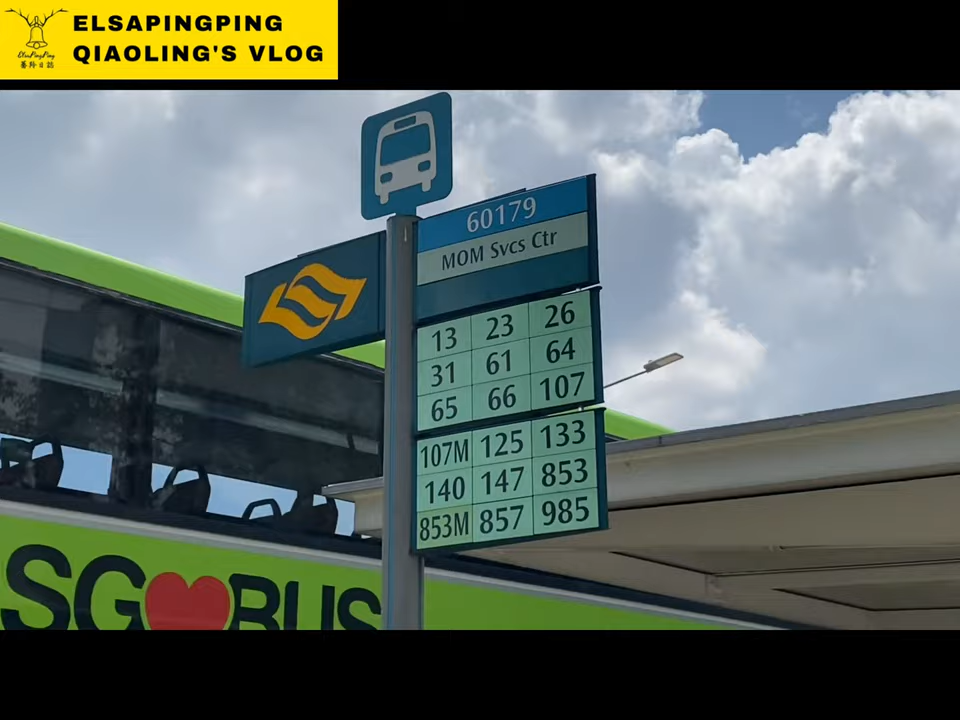 ELSAPINGPING
QIAOLING'S VLOG
ElsaPingPing
60179
MOM Svcs Ctr
13 23 26
31 61 64
65 66 107
107M 125 133
140 147 853
853M 857 985
SG BUS